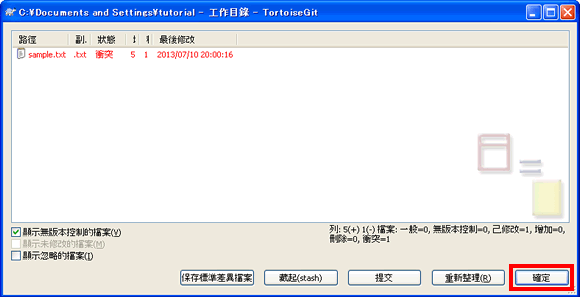 C:¥Documents and Settings¥tutorial - 工作目錄 - TortoiseGit
路徑 副. 狀態 最後修改
sample.txt .txt 衝突 5 1 2013/07/10 20:00:16
顯示無版本控制的檔案(V)
顯示未修改的檔案(M)
顯示忽略的檔案(I)
列: 5(+) 1(-) 檔案: 一般=0, 無版本控制=0, 已修改=1, 增加=0,
刪除=0, 衝突=1
保存標準差異檔案 藏起(stash) 提交 重新整理(R) 確定